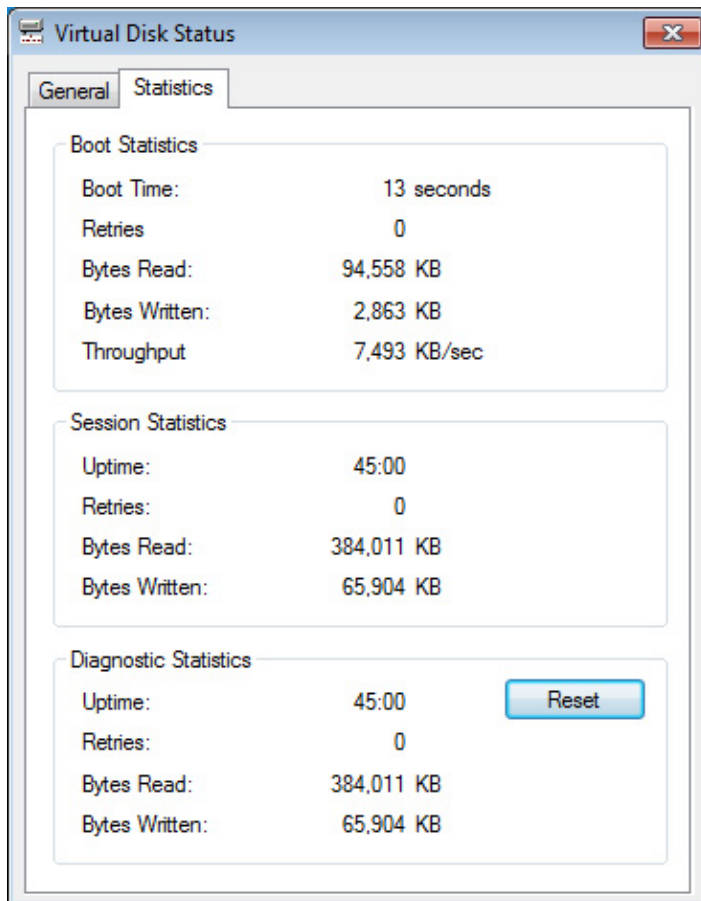 Virtual Disk Status
General Statistics
Boot Statistics
Boot Time: 13 seconds
Retries 0
Bytes Read: 94,558 KB
Bytes Written: 2,863 KB
Throughput 7,493 KB/sec
Session Statistics
Uptime: 45:00
Retries: 0
Bytes Read: 384,011 KB
Bytes Written: 65,904 KB
Diagnostic Statistics
Uptime: 45:00 Reset
Retries: 0
Bytes Read: 384,011 KB
Bytes Written: 65,904 KB